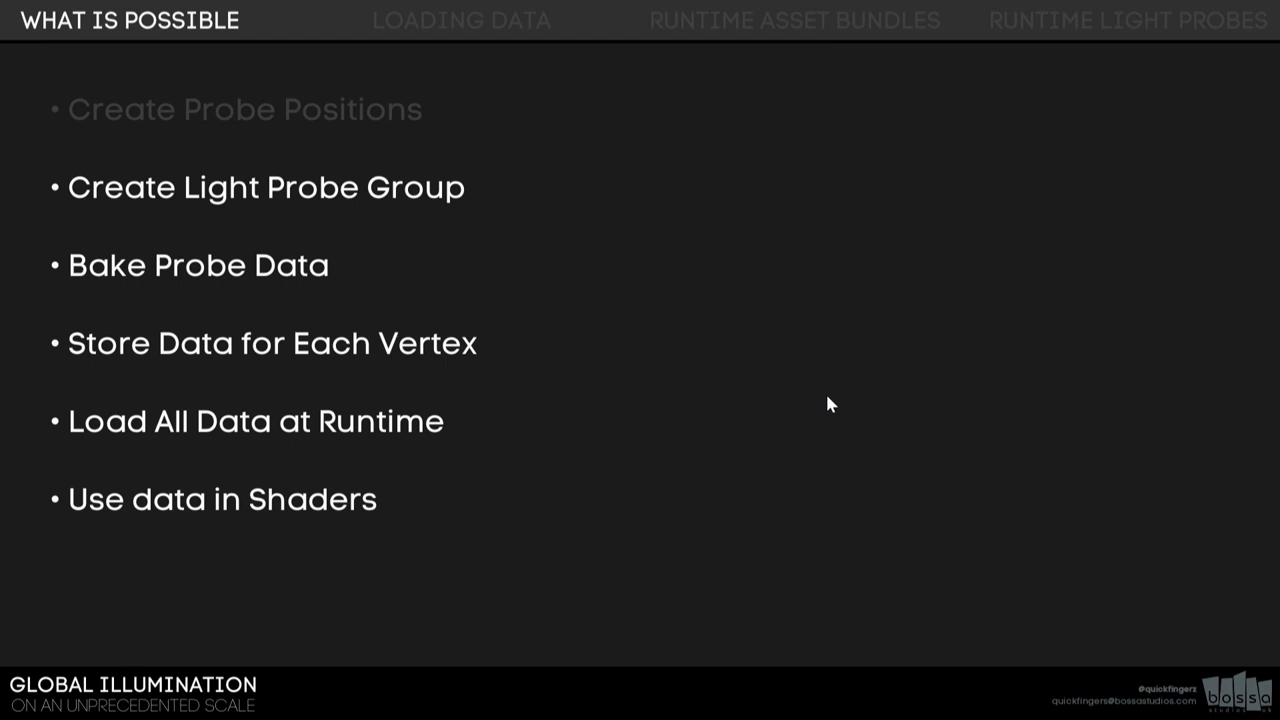 WHAT IS POSSIBLE LOADING DATA RUNTIME ASSET BUNDLES RUNTIME LIGHT PROBES
• Create Probe Positions
• Create Light Probe Group
• Bake Probe Data
• Store Data for Each Vertex
• Load All Data at Runtime
• Use data in Shaders
GLOBAL ILLUMINATION
ON AN UNPRECEDENTED SCALE
@quickfingerz
quickfingers@bossastudios.com
bossa
studios